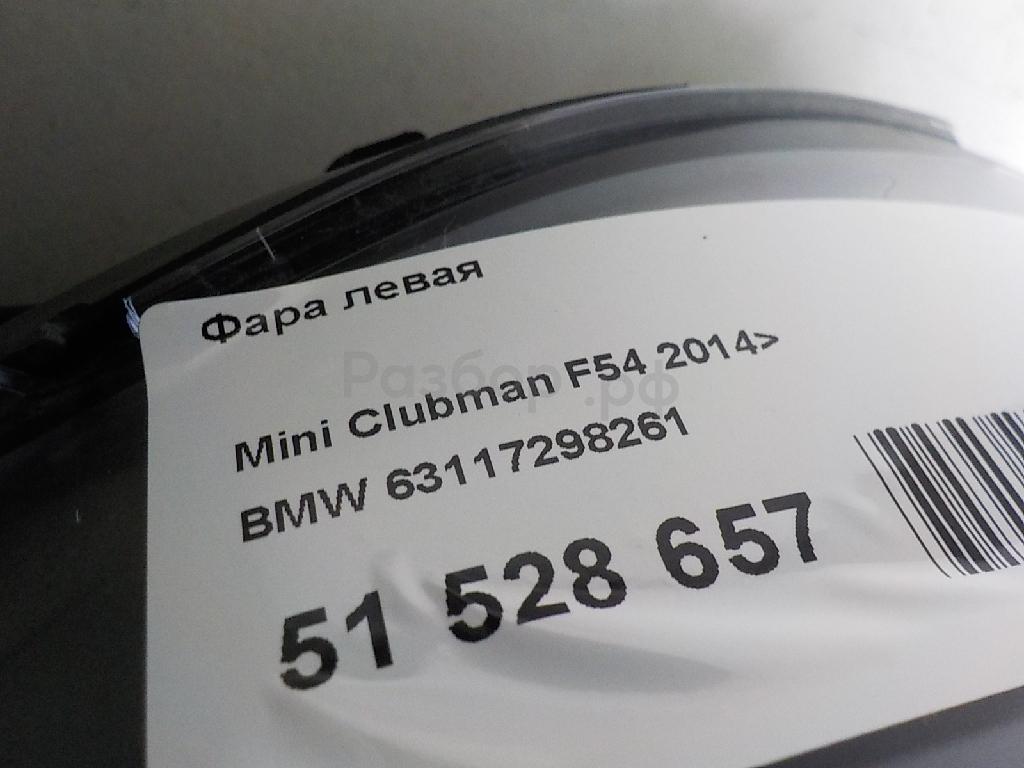 Фара левая
Mini Clubman F54 2014>
BMW 63117298261
51 528 657
Разбор.рф